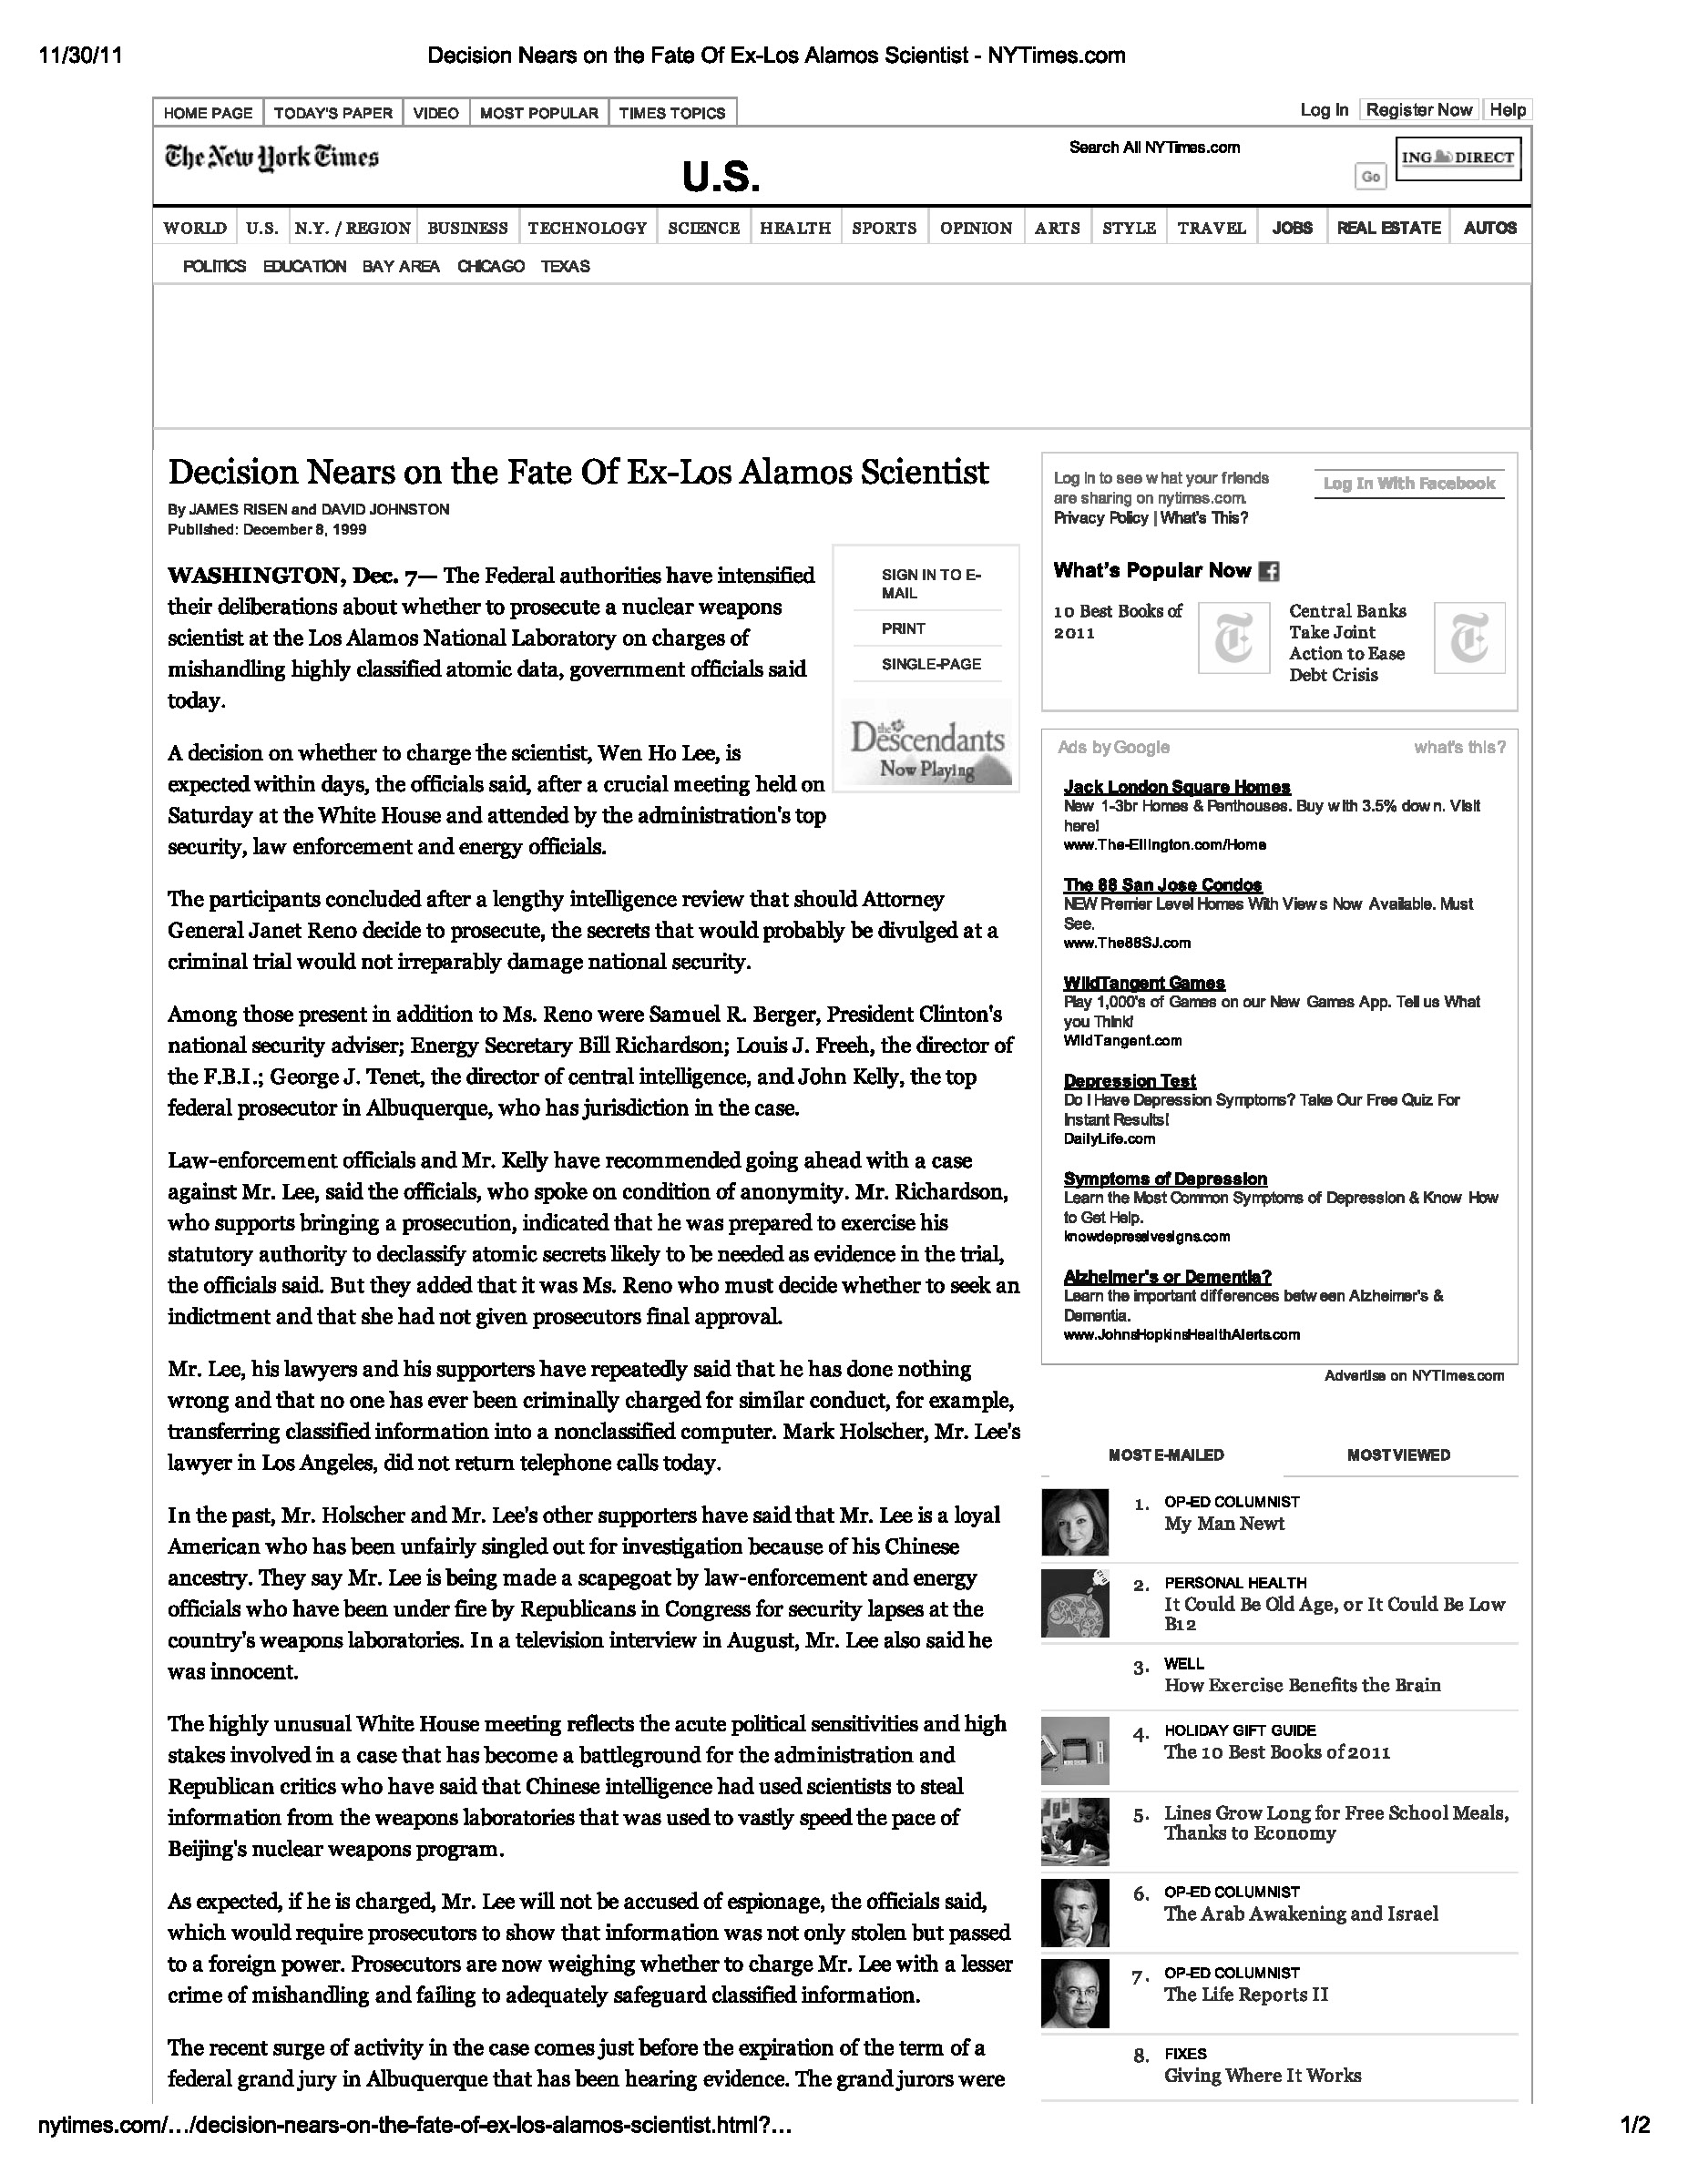 11/30/11
Decision Nears on the Fate Of Ex-Los Alamos Scientist - NYTimes.com
HOME PAGE TODAY'S PAPER VIDEO MOST POPULAR TIMES TOPICS
Log In Register Now Help
The New York Times
U.S.
Search All NYTimes.com
Go
ING DIRECT
WORLD U.S. N.Y. / REGION BUSINESS TECHNOLOGY SCIENCE HEALTH SPORTS OPINION ARTS STYLE TRAVEL JOBS REAL ESTATE AUTOS
POLITICS EDUCATION BAY AREA CHICAGO TEXAS
Decision Nears on the Fate Of Ex-Los Alamos Scientist
By JAMES RISEN and DAVID JOHNSTON
Published: December 8, 1999
WASHINGTON, Dec. 7— The Federal authorities have intensified
their deliberations about whether to prosecute a nuclear weapons
scientist at the Los Alamos National Laboratory on charges of
mishandling highly classified atomic data, government officials said
today.
A decision on whether to charge the scientist, Wen Ho Lee, is
expected within days, the officials said, after a crucial meeting held on
Saturday at the White House and attended by the administration's top
security, law enforcement and energy officials.
The participants concluded after a lengthy intelligence review that should Attorney
General Janet Reno decide to prosecute, the secrets that would probably be divulged at a
criminal trial would not irreparably damage national security.
Among those present in addition to Ms. Reno were Samuel R. Berger, President Clinton's
national security adviser; Energy Secretary Bill Richardson; Louis J. Freeh, the director of
the F.B.I.; George J. Tenet, the director of central intelligence, and John Kelly, the top
federal prosecutor in Albuquerque, who has jurisdiction in the case.
Law-enforcement officials and Mr. Kelly have recommended going ahead with a case
against Mr. Lee, said the officials, who spoke on condition of anonymity. Mr. Richardson,
who supports bringing a prosecution, indicated that he was prepared to exercise his
statutory authority to declassify atomic secrets likely to be needed as evidence in the trial,
the officials said. But they added that it was Ms. Reno who must decide whether to seek an
indictment and that she had not given prosecutors final approval.
Mr. Lee, his lawyers and his supporters have repeatedly said that he has done nothing
wrong and that no one has ever been criminally charged for similar conduct, for example,
transferring classified information into a nonclassified computer. Mark Holscher, Mr. Lee's
lawyer in Los Angeles, did not return telephone calls today.
In the past, Mr. Holscher and Mr. Lee's other supporters have said that Mr. Lee is a loyal
American who has been unfairly singled out for investigation because of his Chinese
ancestry. They say Mr. Lee is being made a scapegoat by law-enforcement and energy
officials who have been under fire by Republicans in Congress for security lapses at the
country's weapons laboratories. In a television interview in August, Mr. Lee also said he
was innocent.
The highly unusual White House meeting reflects the acute political sensitivities and high
stakes involved in a case that has become a battleground for the administration and
Republican critics who have said that Chinese intelligence had used scientists to steal
information from the weapons laboratories that was used to vastly speed the pace of
Beijing's nuclear weapons program.
As expected, if he is charged, Mr. Lee will not be accused of espionage, the officials said,
which would require prosecutors to show that information was not only stolen but passed
to a foreign power. Prosecutors are now weighing whether to charge Mr. Lee with a lesser
crime of mishandling and failing to adequately safeguard classified information.
The recent surge of activity in the case comes just before the expiration of the term of a
federal grand jury in Albuquerque that has been hearing evidence. The grand jurors were
SIGN IN TO E-
MAIL
PRINT
SINGLE-PAGE
the Descendants
Now Playing
Log in to see what your friends
are sharing on nytimes.com.
Privacy Policy | What's This?
Log In With Facebook
What's Popular Now
10 Best Books of
2011
Central Banks
Take Joint
Action to Ease
Debt Crisis
Ads by Google
what's this?
Jack London Square Homes
New 1-3br Homes & Penthouses. Buy with 3.5% down. Visit
here!
www.The-Ellington.com/Home
The 88 San Jose Condos
NEW Premier Level Homes With Views Now Available. Must
See.
www.The88SJ.com
WildTangent Games
Play 1,000's of Games on our New Games App. Tell us What
you Think!
WildTangent.com
Depression Test
Do I Have Depression Symptoms? Take Our Free Quiz For
Instant Results!
DailyLife.com
Symptoms of Depression
Learn the Most Common Symptoms of Depression & Know How
to Get Help.
knowdepressivesigns.com
Alzheimer's or Dementia?
Learn the important differences between Alzheimer's &
Dementia.
www.JohnsHopkinsHealthAlerts.com
Advertise on NYTimes.com
MOST E-MAILED MOST VIEWED
1. OP-ED COLUMNIST
My Man Newt
2. PERSONAL HEALTH
It Could Be Old Age, or It Could Be Low
B12
3. WELL
How Exercise Benefits the Brain
4. HOLIDAY GIFT GUIDE
The 10 Best Books of 2011
5. Lines Grow Long for Free School Meals,
Thanks to Economy
6. OP-ED COLUMNIST
The Arab Awakening and Israel
7. OP-ED COLUMNIST
The Life Reports II
8. FIXES
Giving Where It Works
nytimes.com/…/decision-nears-on-the-fate-of-ex-los-alamos-scientist.html?…
1/2